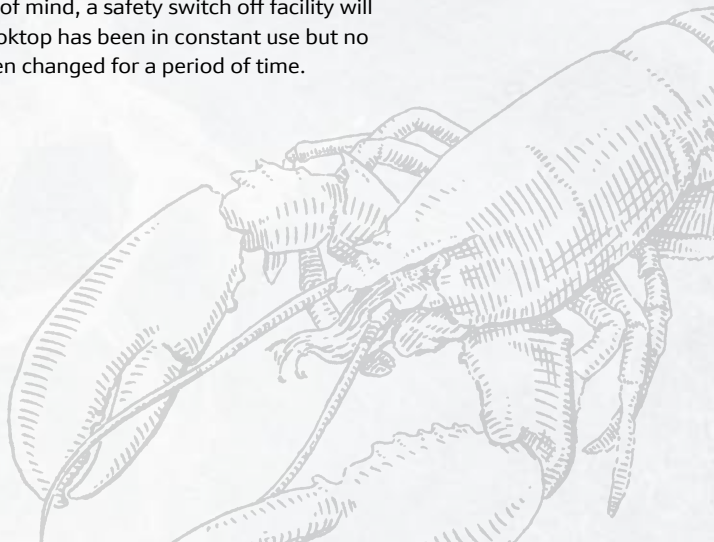 of mind, a safety switch off facility will
oktop has been in constant use but no
en changed for a period of time.